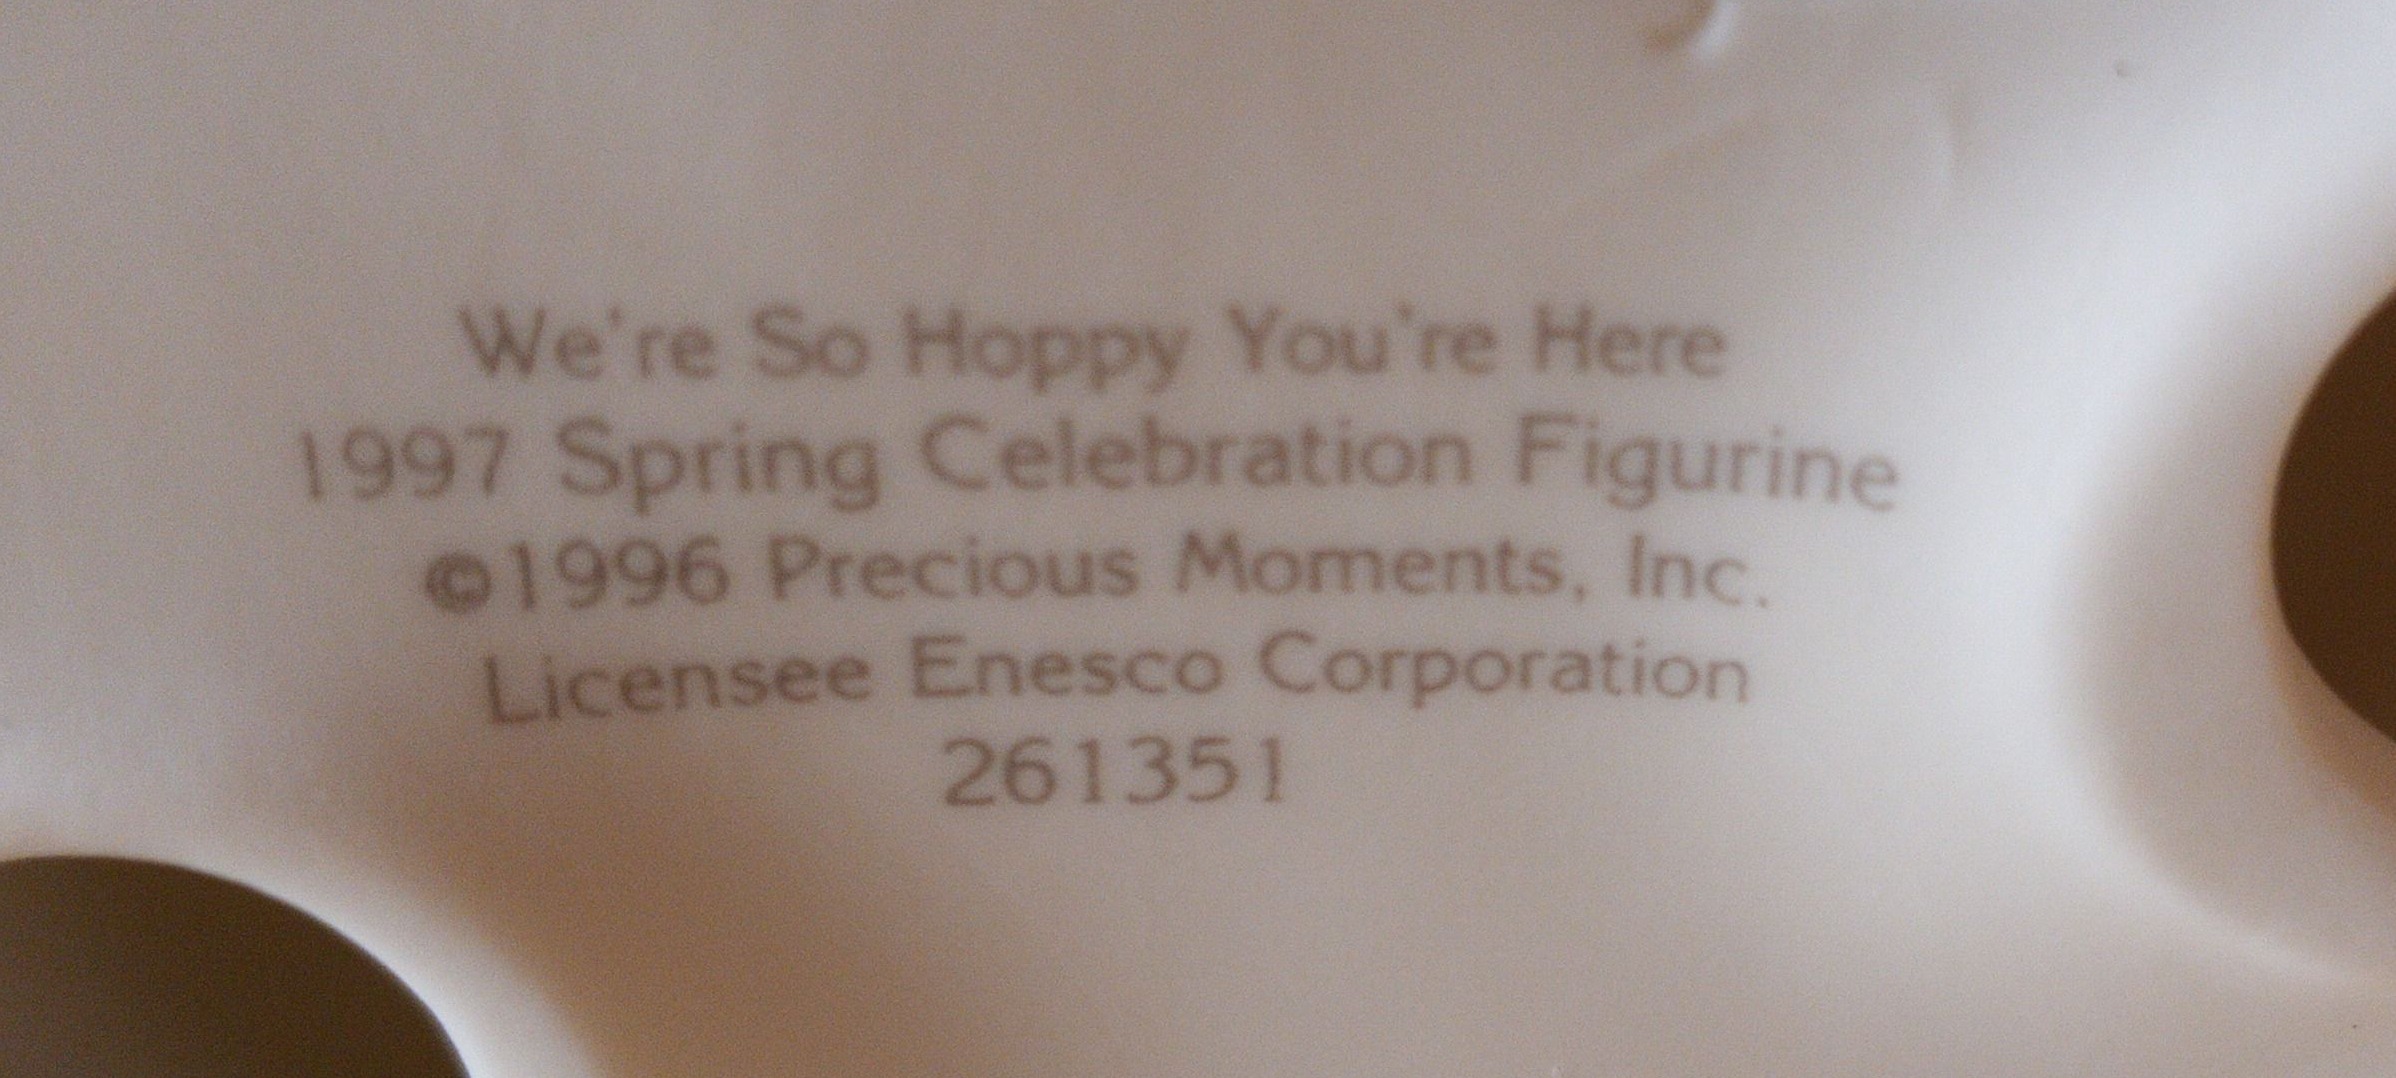 We're So Hoppy You're Here
1997 Spring Celebration Figurine
©1996 Precious Moments, Inc.
Licensee Enesco Corporation
261351